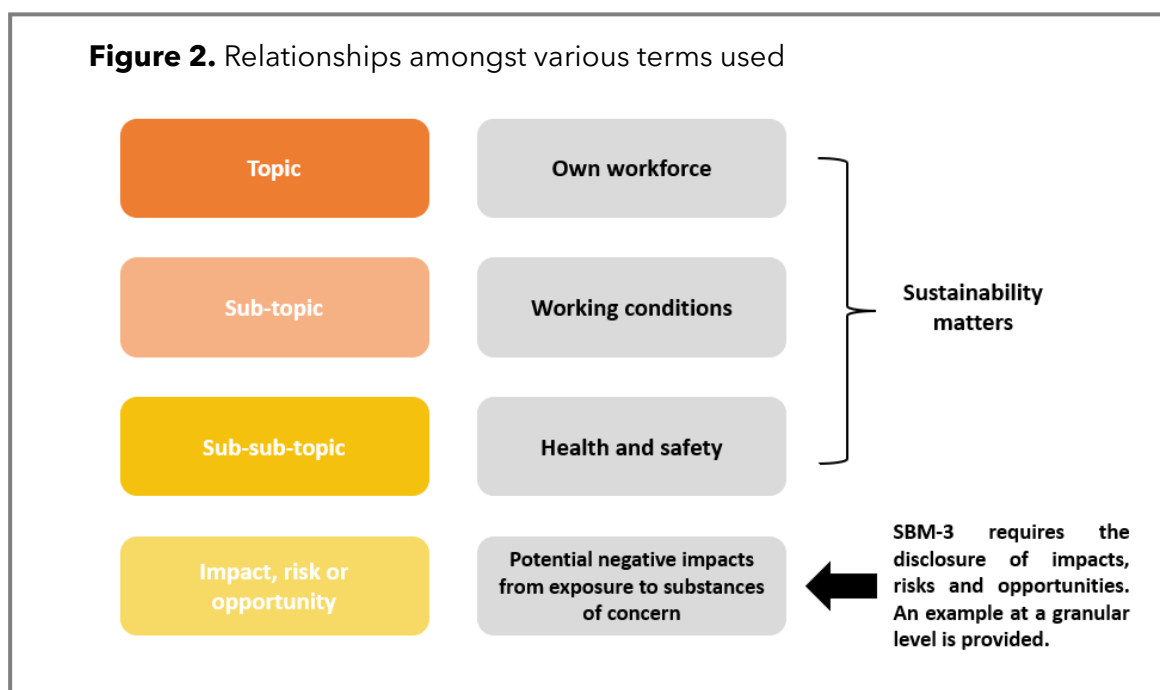 Figure 2. Relationships amongst various terms used
Topic
Own workforce
Sub-topic
Working conditions
Sub-sub-topic
Health and safety
Sustainability
matters
Impact, risk or
opportunity
Potential negative impacts
from exposure to substances
of concern
SBM-3 requires the
disclosure of impacts,
risks and opportunities.
An example at a granular
level is provided.